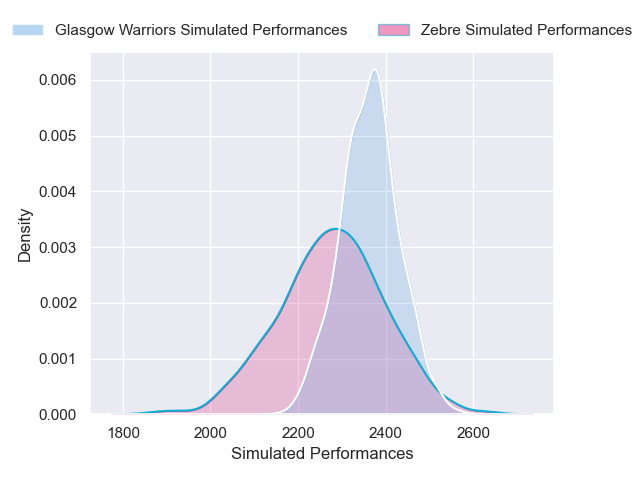 Glasgow Warriors Simulated Performances Zebre Simulated Performances
0.006
0.005
0.004
0.003
0.002
0.001
0.000
Density
1800 2000 2200 2400 2600
Simulated Performances